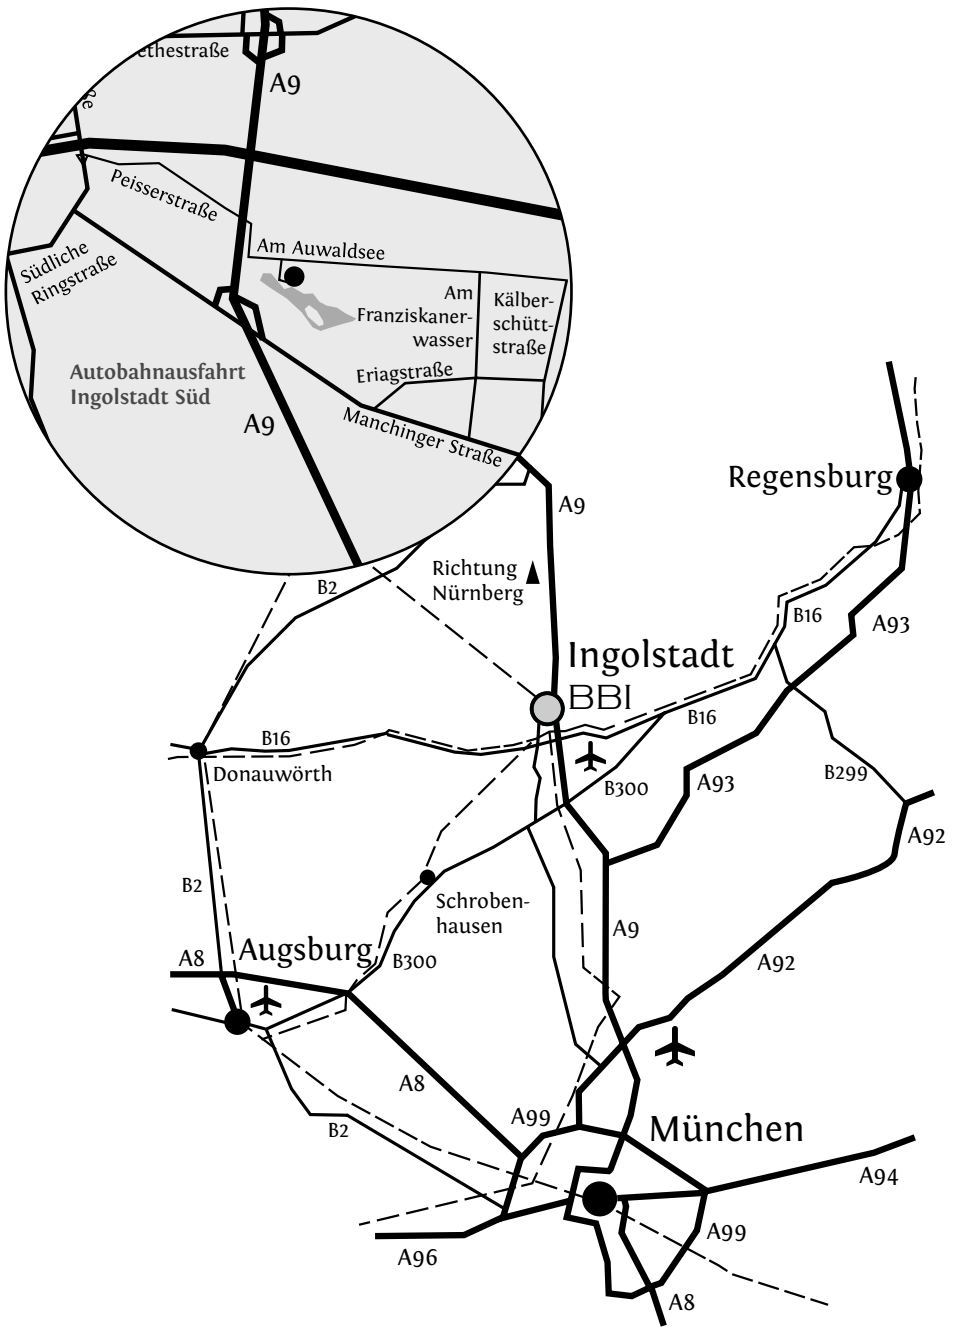 ethestraße
A9
ße
Peisserstraße
Am Auwaldsee
Südliche
Ringstraße
Am
Franziskaner-
wasser
Kälber-
schütt-
straße
Eriagstraße
Autobahnausfahrt
Ingolstadt Süd
A9
Manchinger Straße
Regensburg
A9
Richtung
Nürnberg
B2
B16
A93
Ingolstadt
BBI
B16
B16
Donauwörth
B300
A93
B299
A92
B2
Schroben-
hausen
A9
Augsburg
A8
B300
A92
A8
A99
B2
München
A94
A99
A96
A8